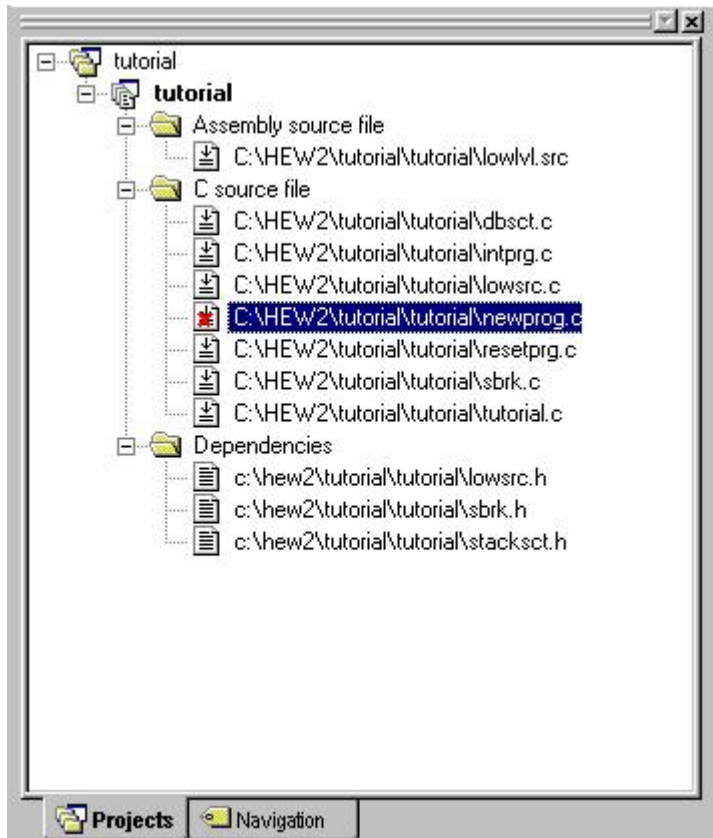 tutorial
tutorial
Assembly source file
C:\HEW2\tutorial\tutorial\lowlvl.src
C source file
C:\HEW2\tutorial\tutorial\dbsct.c
C:\HEW2\tutorial\tutorial\intprg.c
C:\HEW2\tutorial\tutorial\lowsrc.c
C:\HEW2\tutorial\tutorial\newprog.c
C:\HEW2\tutorial\tutorial\resetprg.c
C:\HEW2\tutorial\tutorial\sbrk.c
C:\HEW2\tutorial\tutorial\tutorial.c
Dependencies
c:\hew2\tutorial\tutorial\lowsrc.h
c:\hew2\tutorial\tutorial\sbrk.h
c:\hew2\tutorial\tutorial\stacksct.h
Projects Navigation